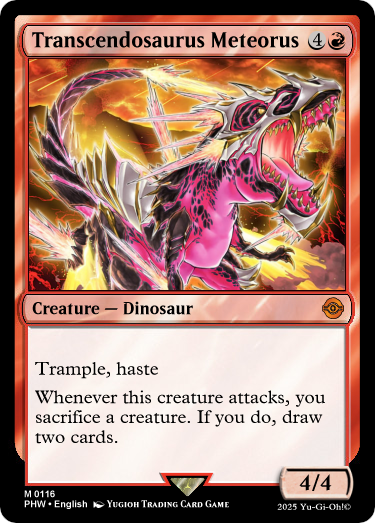 Transcendosaurus Meteorus 4
Creature — Dinosaur
Trample, haste
Whenever this creature attacks, you
sacrifice a creature. If you do, draw
two cards.
4/4
M 0116
PHW • English Yugioh Trading Card Game
2025 Yu-Gi-Oh!©